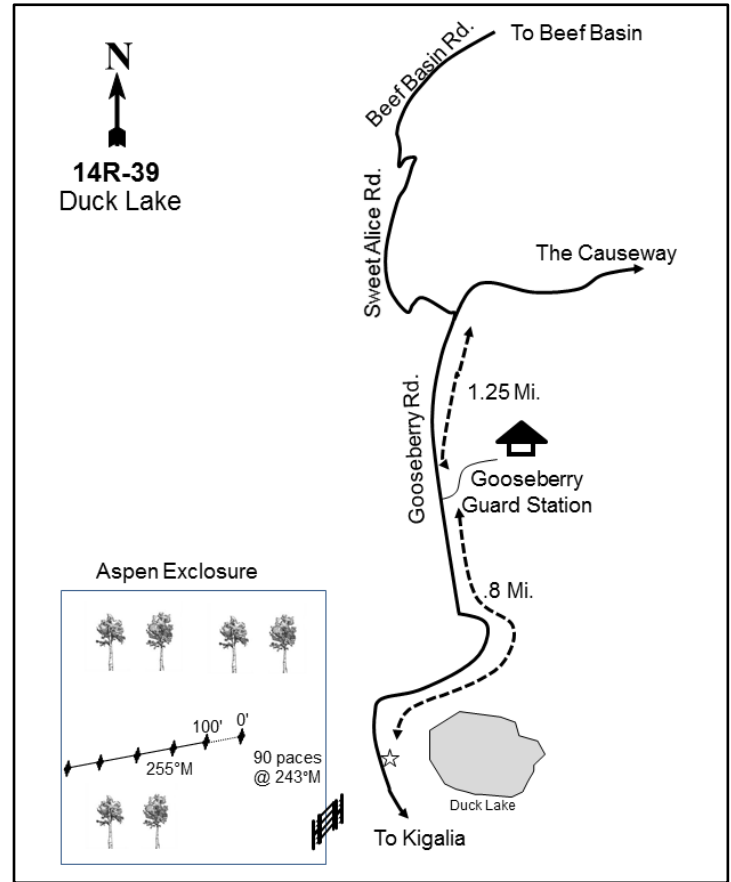 N
14R-39
Duck Lake
To Beef Basin
Beef Basin Rd.
Sweet Alice Rd.
The Causeway
Gooseberry Rd.
1.25 Mi.
Gooseberry
Guard Station
.8 Mi.
Aspen Exclosure
100'
0'
255°M
90 paces
@ 243°M
Duck Lake
To Kigalia